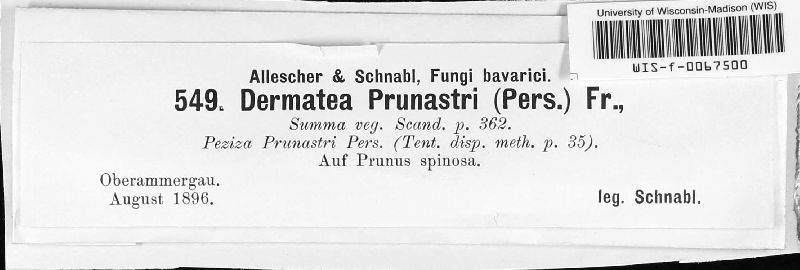 University of Wisconsin-Madison (WIS)
WIS-f-0067500
Allescher & Schnabl, Fungi bavarici.
549. Dermatea Prunastri (Pers.) Fr.,
Summa veg. Scand. p. 362.
Peziza Prunastri Pers. (Tent. disp. meth. p. 35).
Auf Prunus spinosa.
Oberammergau.
August 1896.
leg. Schnabl.